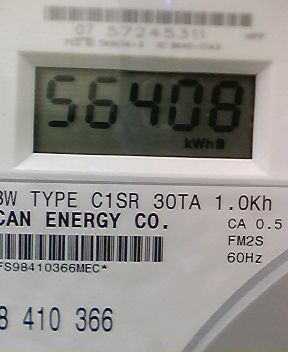 07 57245311
56408
kWh
3W TYPE C1SR 30TA 1.0Kh
CAN ENERGY CO.
CA 0.5
FM2S
60Hz
FS98410366MEC*
8 410 366